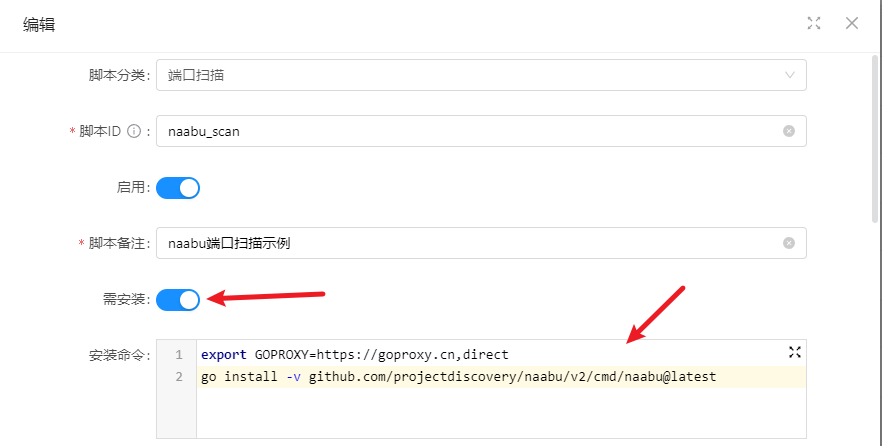 编辑
脚本分类: 端口扫描
* 脚本ID : naabu_scan
启用:
* 脚本备注: naabu端口扫描示例
需安装:
安装命令: 1 export GOPROXY=https://goproxy.cn,direct
2 go install -v github.com/projectdiscovery/naabu/v2/cmd/naabu@latest